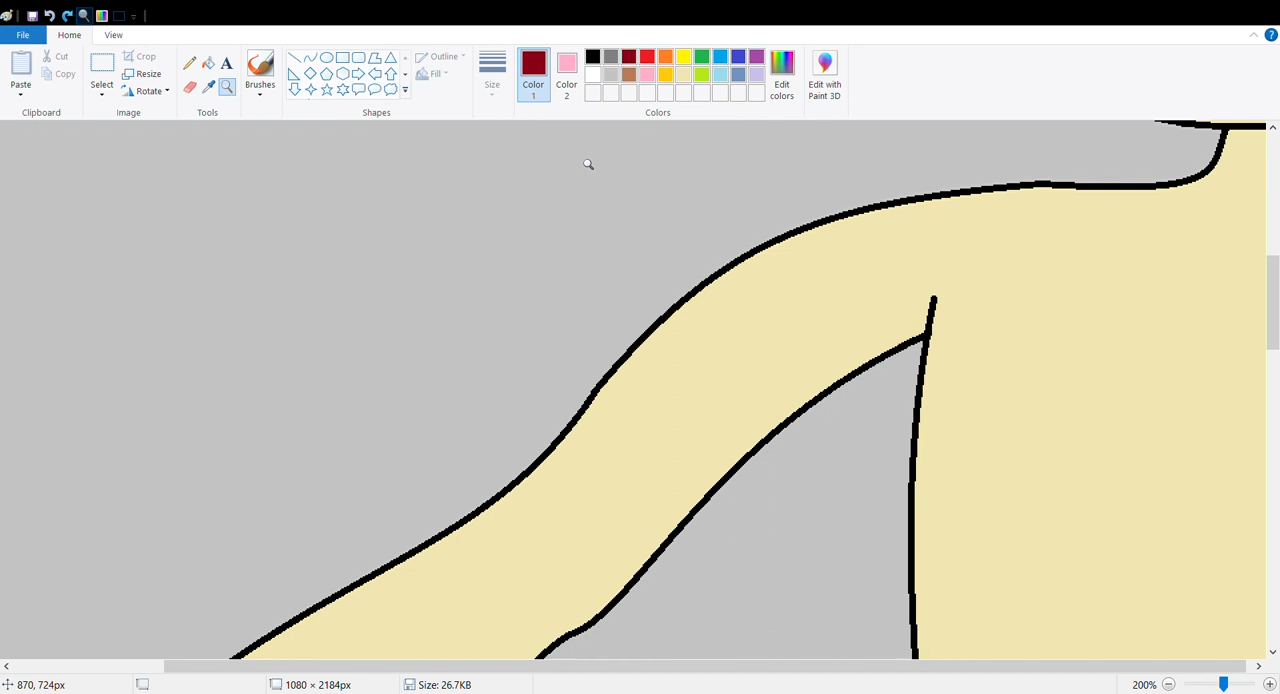 File Home View
Paste Cut Copy Clipboard
Select Crop Resize Rotate Image
A Tools
Brushes
Shapes Outline Fill
Size
Color 1 Color 2 Edit colors Colors
Edit with Paint 3D
870, 724px 1080 × 2184px Size: 26.7KB 200%